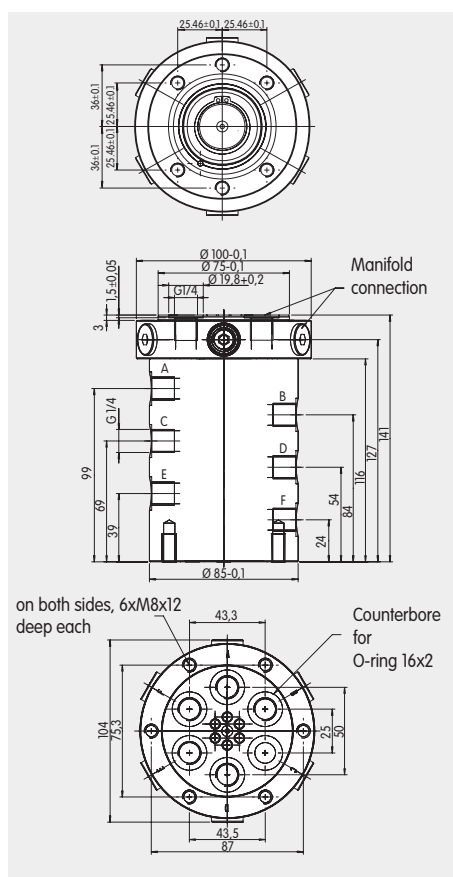 25.46±0,1 25.46±0,1
36±0.1
25.46±0.1
25.46±0.1
36±0.1
Ø 100-0,1
Ø 75-0,1
Ø 19,8+0,2
G1/4
1,5±0,05
3
Manifold
connection
A
B
C
D
E
F
G 1/4
99
69
39
24
54
84
116
127
141
Ø 85-0,1
on both sides, 6xM8x12
deep each
43,3
Counterbore
for
O-ring 16x2
104
75,3
25
50
43,5
87